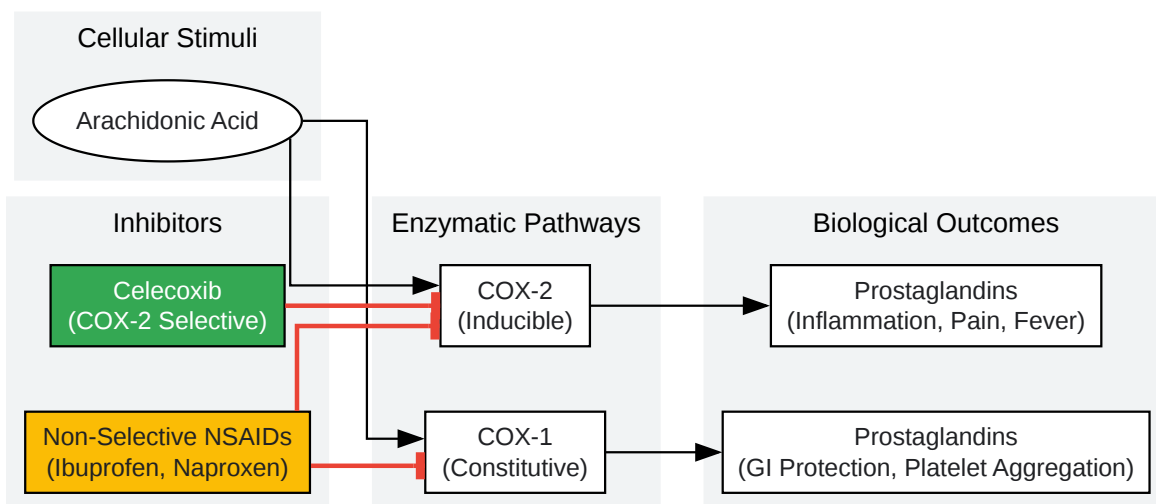 Cellular Stimuli
Arachidonic Acid
Inhibitors
Celecoxib
(COX-2 Selective)
Non-Selective NSAIDs
(Ibuprofen, Naproxen)
Enzymatic Pathways
COX-2
(Inducible)
COX-1
(Constitutive)
Biological Outcomes
Prostaglandins
(Inflammation, Pain, Fever)
Prostaglandins
(GI Protection, Platelet Aggregation)